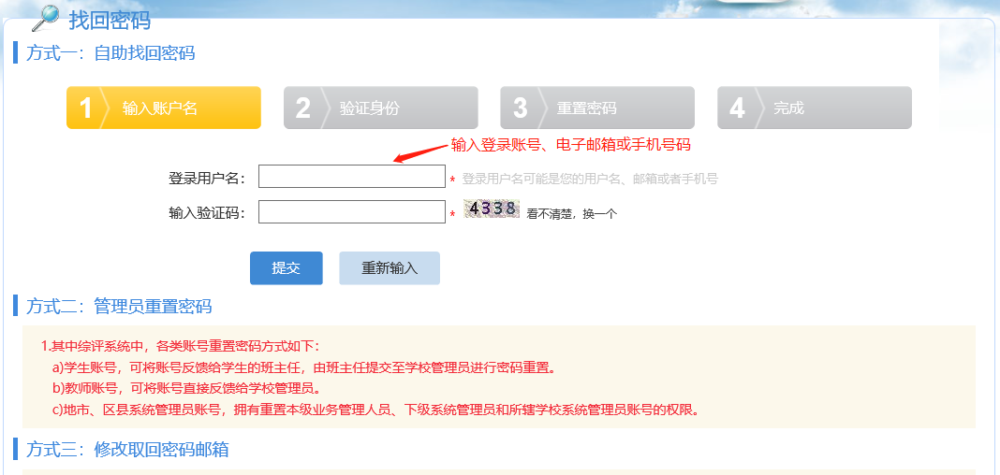 找回密码
方式一：自助找回密码
1 输入账户名 2 验证身份 3 重置密码 4 完成
输入登录账号、电子邮箱或手机号码
登录用户名： * 登录用户名可能是您的用户名、邮箱或者手机号
输入验证码： * 4338 看不清楚，换一个
提交 重新输入
方式二：管理员重置密码
1.其中综评系统中，各类账号重置密码方式如下：
a)学生账号，可将账号反馈给学生的班主任，由班主任提交至学校管理员进行密码重置。
b)教师账号，可将账号直接反馈给学校管理员。
c)地市、区县系统管理员账号，拥有重置本级业务管理人员、下级系统管理员和所辖学校系统管理员账号的权限。
方式三：修改取回密码邮箱